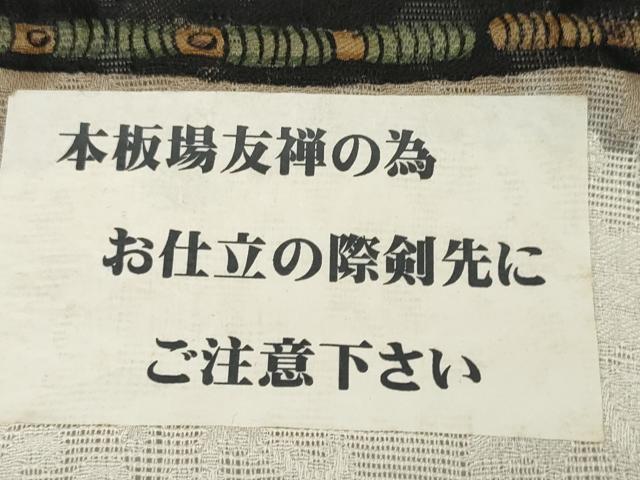 本板場友禅の為
お仕立の際剣先に
ご注意下さい